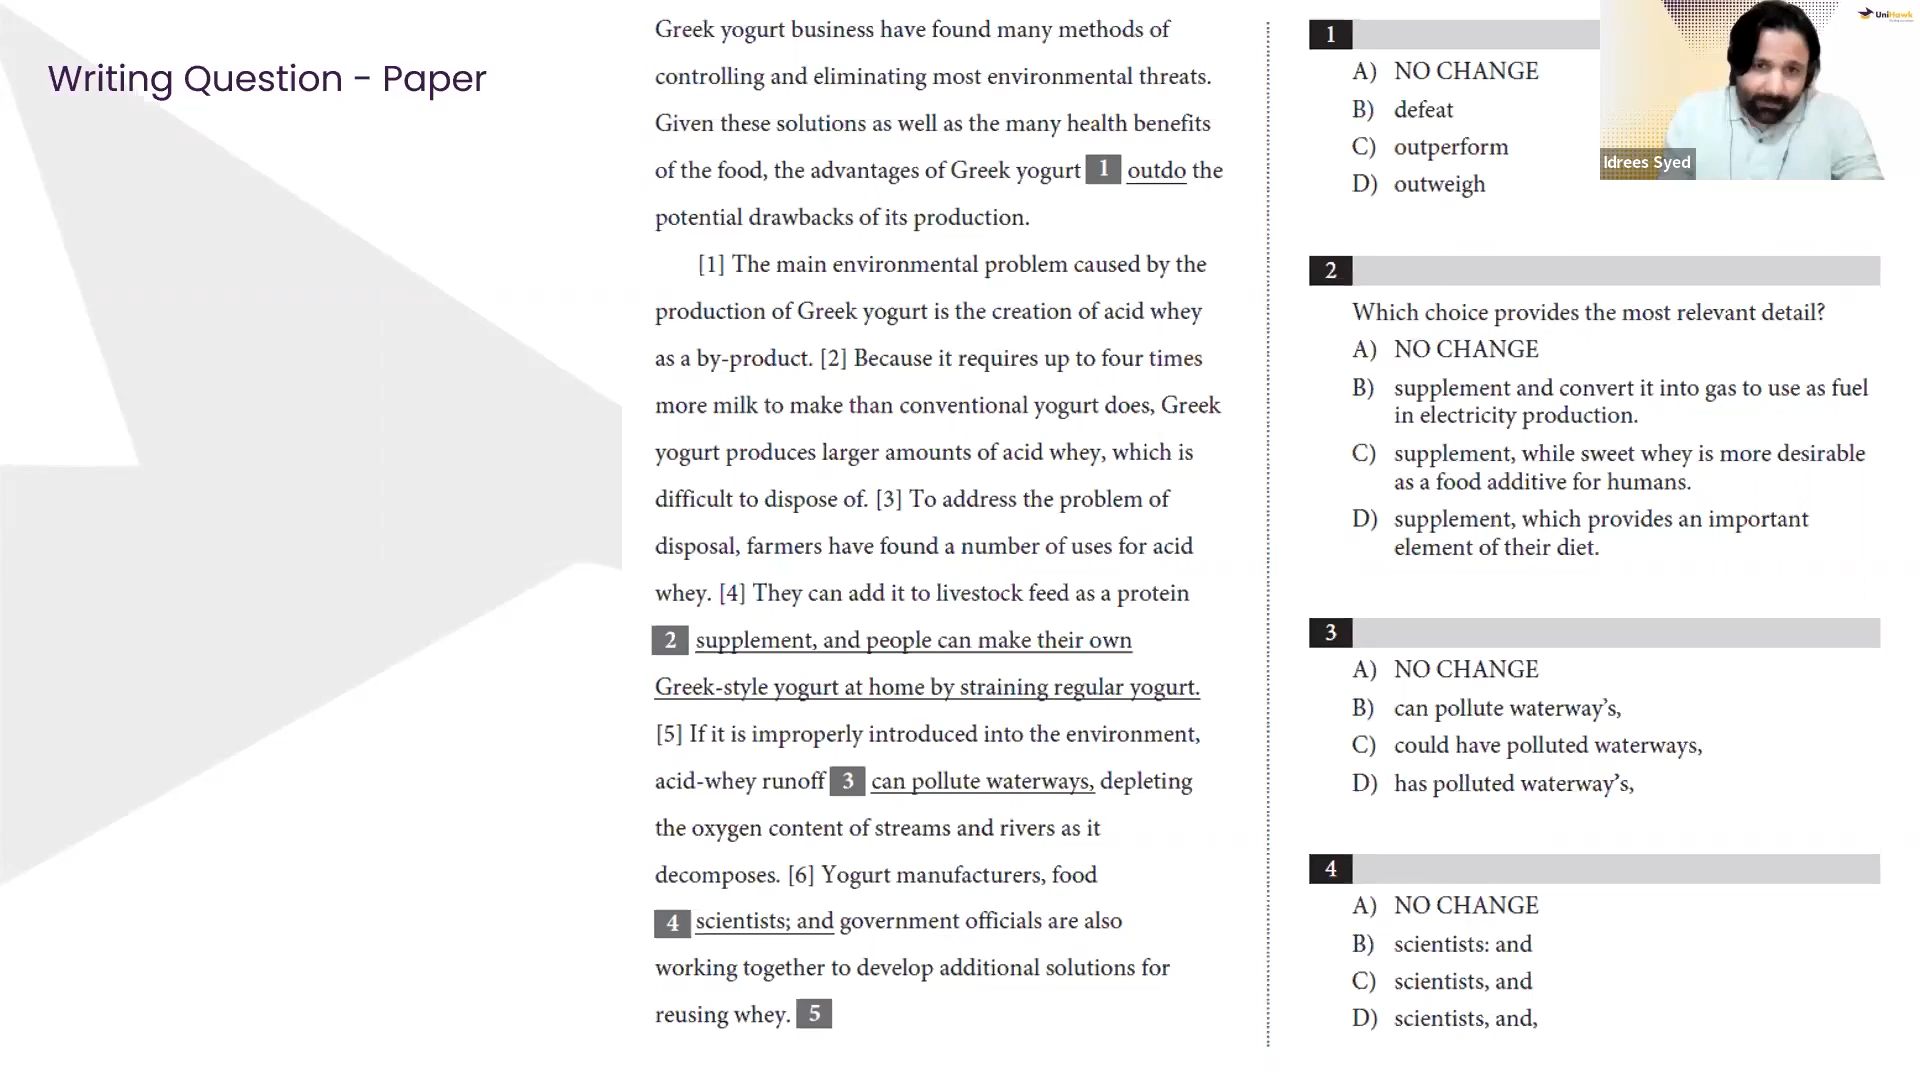 Writing Question - Paper
Greek yogurt business have found many methods of
controlling and eliminating most environmental threats.
Given these solutions as well as the many health benefits
of the food, the advantages of Greek yogurt 1 outdo the
potential drawbacks of its production.
[1] The main environmental problem caused by the
production of Greek yogurt is the creation of acid whey
as a by-product. [2] Because it requires up to four times
more milk to make than conventional yogurt does, Greek
yogurt produces larger amounts of acid whey, which is
difficult to dispose of. [3] To address the problem of
disposal, farmers have found a number of uses for acid
whey. [4] They can add it to livestock feed as a protein
2 supplement, and people can make their own
Greek-style yogurt at home by straining regular yogurt.
[5] If it is improperly introduced into the environment,
acid-whey runoff 3 can pollute waterways, depleting
the oxygen content of streams and rivers as it
decomposes. [6] Yogurt manufacturers, food
4 scientists; and government officials are also
working together to develop additional solutions for
reusing whey. 5
1
A) NO CHANGE
B) defeat
C) outperform
D) outweigh
2
Which choice provides the most relevant detail?
A) NO CHANGE
B) supplement and convert it into gas to use as fuel
in electricity production.
C) supplement, while sweet whey is more desirable
as a food additive for humans.
D) supplement, which provides an important
element of their diet.
3
A) NO CHANGE
B) can pollute waterway's,
C) could have polluted waterways,
D) has polluted waterway's,
4
A) NO CHANGE
B) scientists: and
C) scientists, and
D) scientists, and,
Idrees Syed
UniHawk